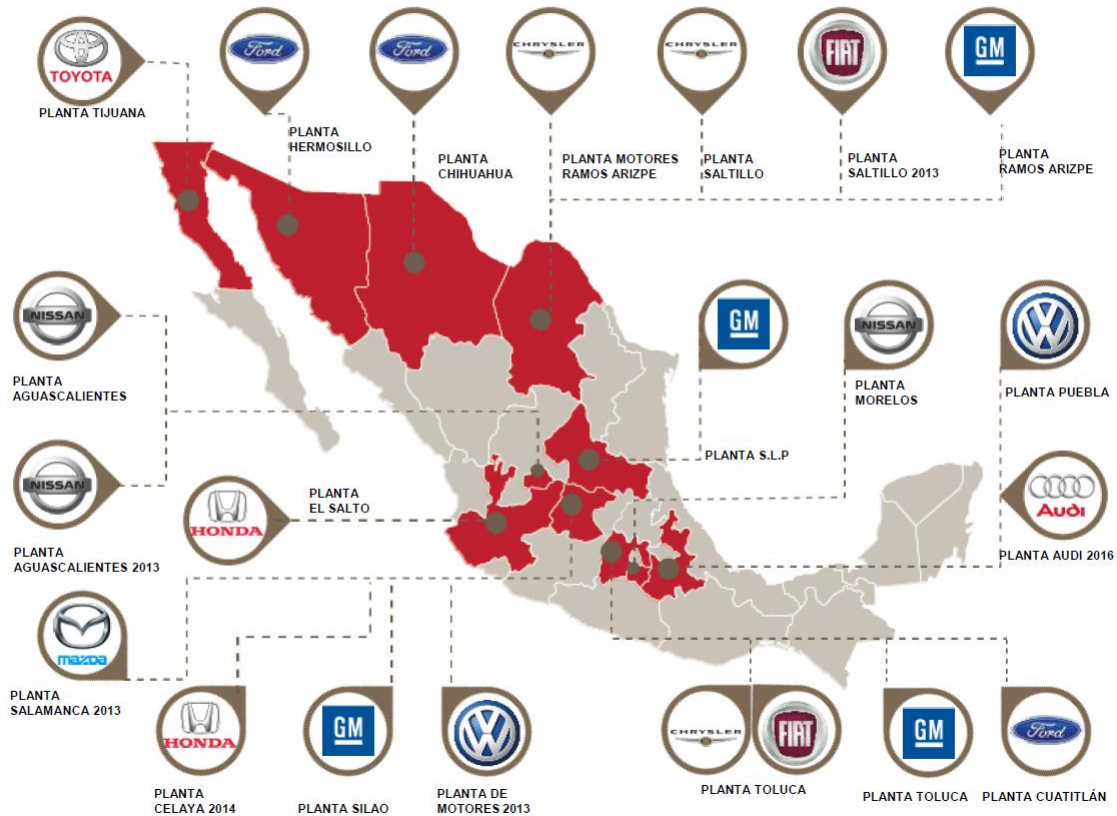 TOYOTA
PLANTA TIJUANA
Ford
PLANTA
HERMOSILLO
Ford
PLANTA
CHIHUAHUA
CHRYSLER
PLANTA MOTORES
RAMOS ARIZPE
CHRYSLER
PLANTA
SALTILLO
FIAT
PLANTA
SALTILLO 2013
GM
PLANTA
RAMOS ARIZPE
NISSAN
PLANTA
AGUASCALIENTES
GM
PLANTA S.L.P
NISSAN
PLANTA
MORELOS
VW
PLANTA PUEBLA
NISSAN
PLANTA
AGUASCALIENTES 2013
HONDA
PLANTA
EL SALTO
Audi
PLANTA AUDI 2016
mazda
PLANTA
SALAMANCA 2013
HONDA
PLANTA
CELAYA 2014
GM
PLANTA SILAO
VW
PLANTA DE
MOTORES 2013
CHRYSLER
FIAT
PLANTA TOLUCA
GM
PLANTA TOLUCA
Ford
PLANTA CUATITLÁN